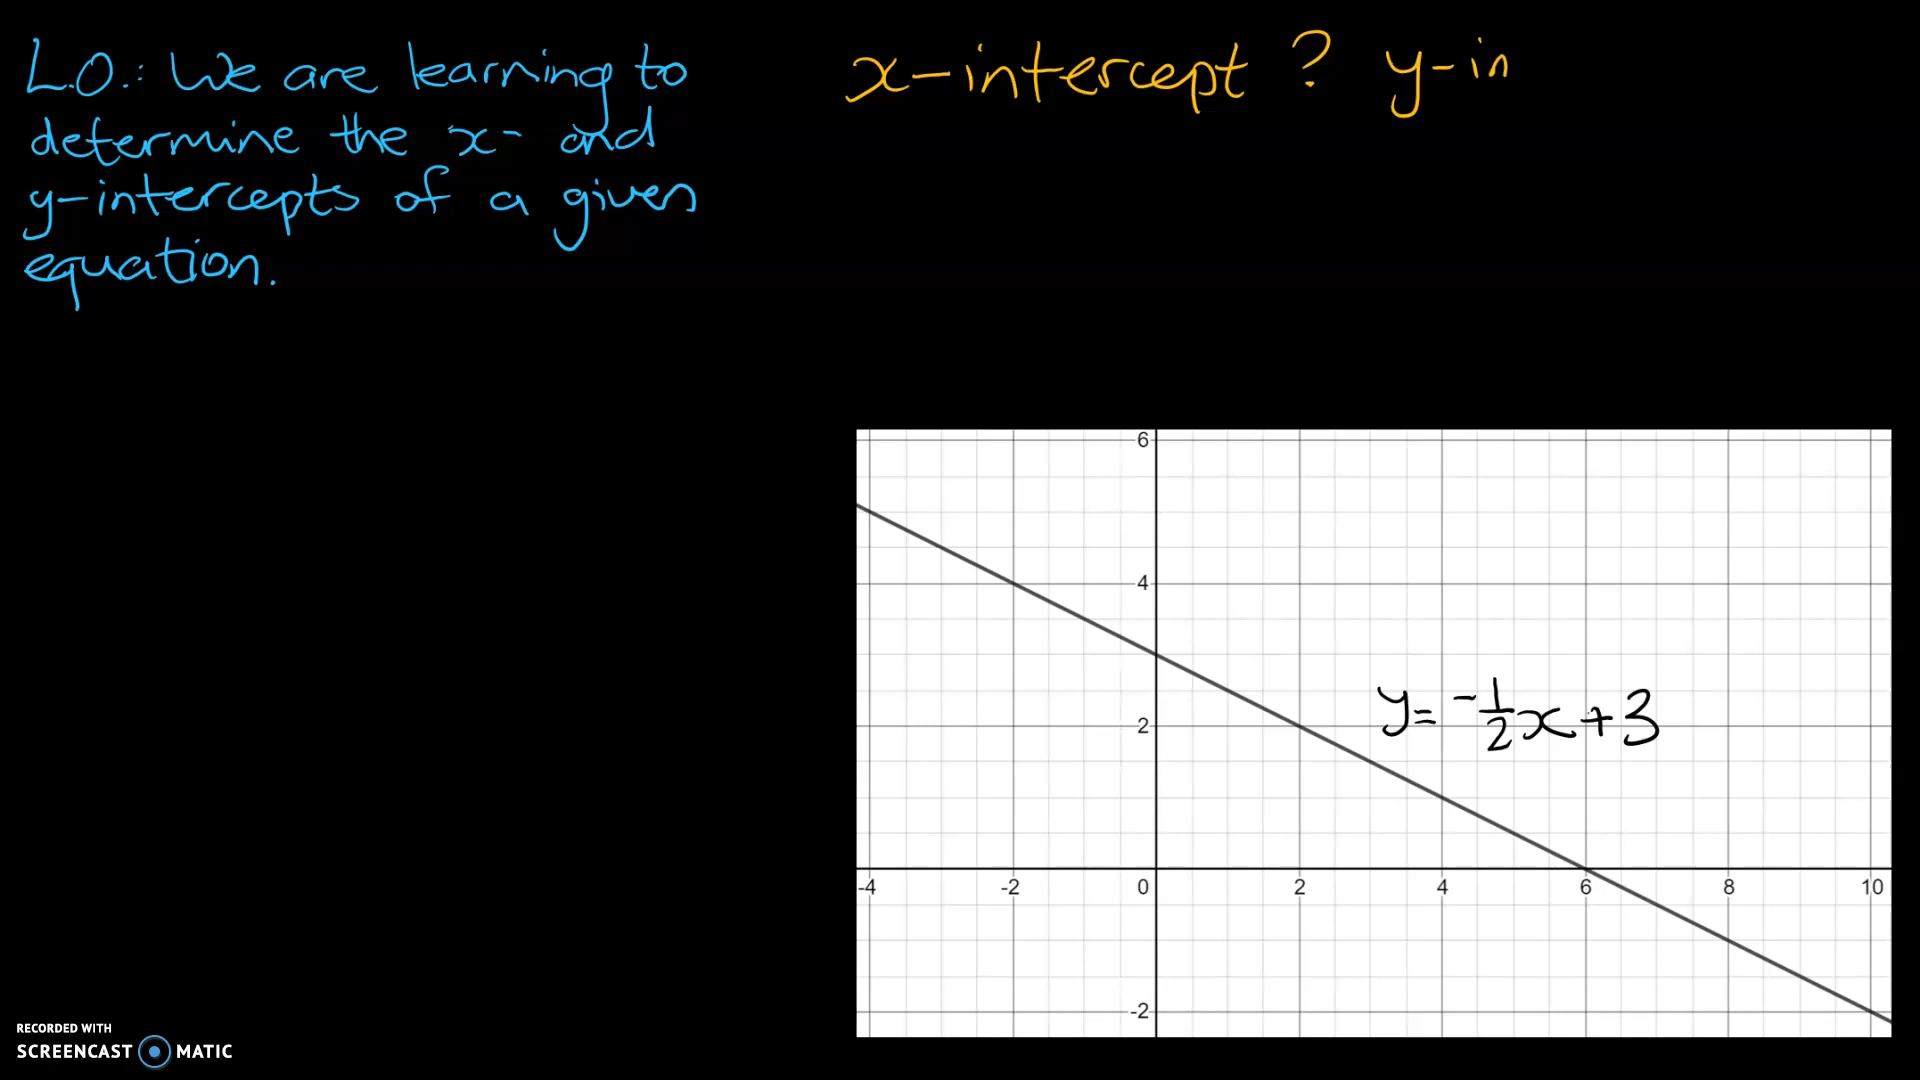 L.O.: We are learning to
determine the x- and
y-intercepts of a given
equation.
x-intercept ? y-in
6
4
2
y = -1/2 x + 3
-4 -2 0 2 4 6 8 10
-2
RECORDED WITH
SCREENCAST MATIC